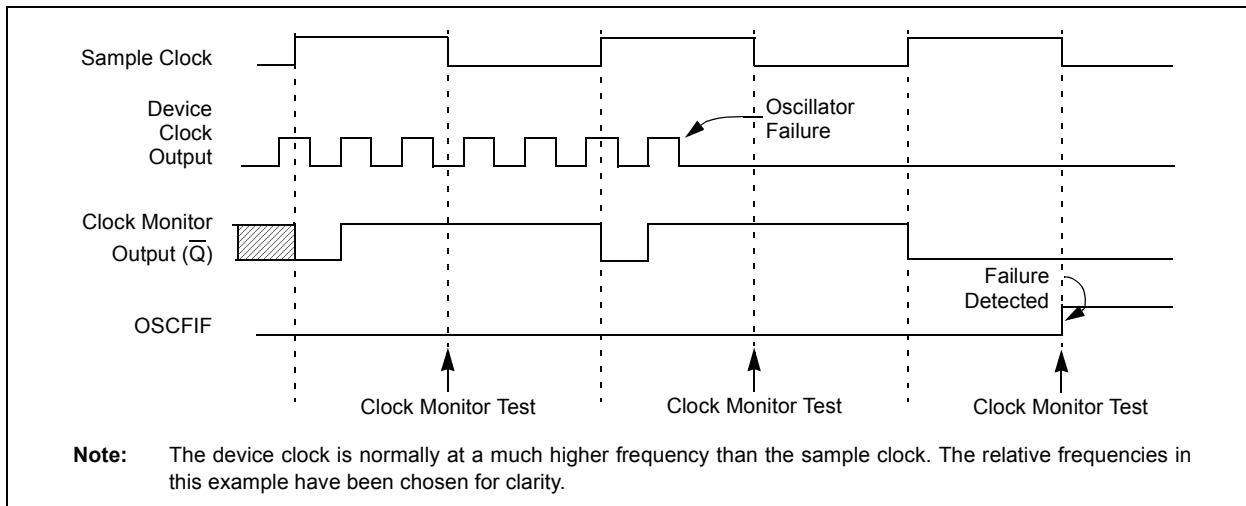 Sample Clock
Device
Clock
Output
Oscillator
Failure
Clock Monitor
Output (Q̅)
Failure
Detected
OSCFIF
Clock Monitor Test
Clock Monitor Test
Clock Monitor Test
Note: The device clock is normally at a much higher frequency than the sample clock. The relative frequencies in
this example have been chosen for clarity.